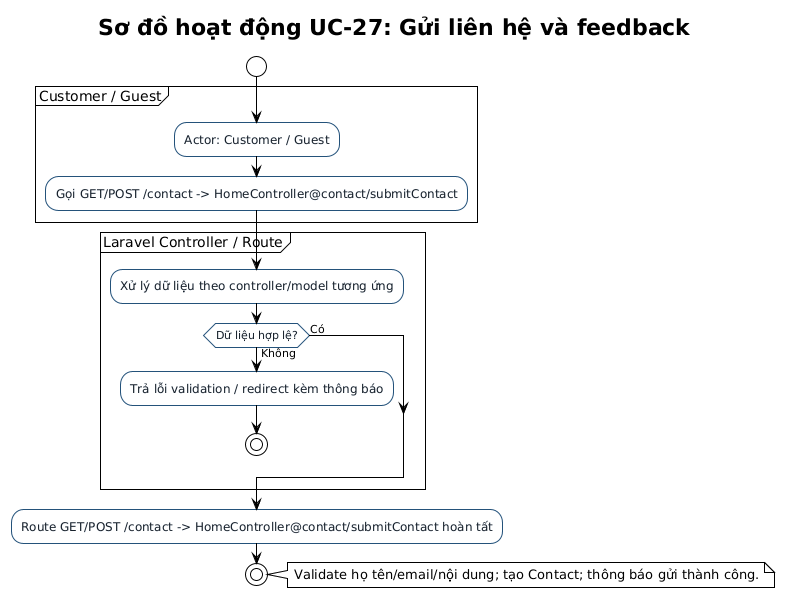 Sơ đồ hoạt động UC-27: Gửi liên hệ và feedback
Customer / Guest
Actor: Customer / Guest
Gọi GET/POST /contact -> HomeController@contact/submitContact
Laravel Controller / Route
Xử lý dữ liệu theo controller/model tương ứng
Dữ liệu hợp lệ?
Có
Không
Trả lỗi validation / redirect kèm thông báo
Route GET/POST /contact -> HomeController@contact/submitContact hoàn tất
Validate họ tên/email/nội dung; tạo Contact; thông báo gửi thành công.